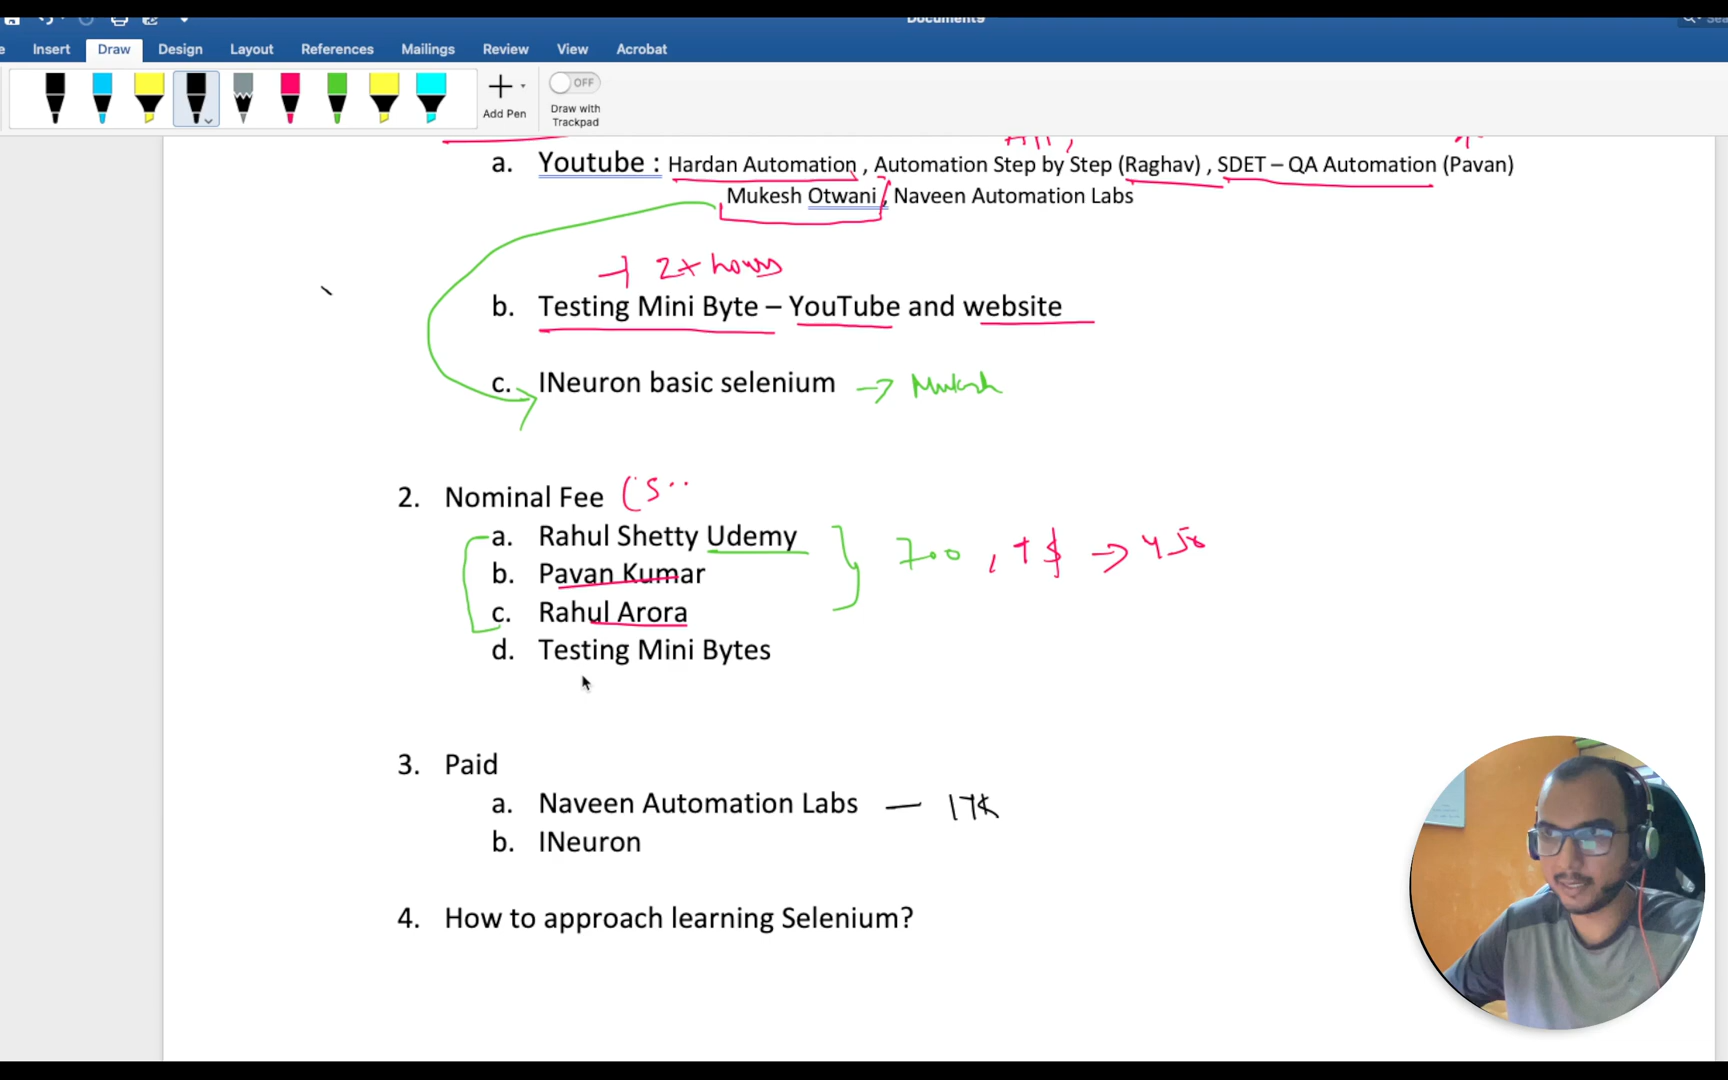 Documents
Insert Draw Design Layout References Mailings Review View Acrobat
OFF
Add Pen
Draw with
Trackpad
a. Youtube : Hardan Automation , Automation Step by Step (Raghav) , SDET – QA Automation (Pavan)
Mukesh Otwani , Naveen Automation Labs
2x hours
b. Testing Mini Byte – YouTube and website
c. INeuron basic selenium → Mukesh
2. Nominal Fee
a. Rahul Shetty Udemy
700 → 450
b. Pavan Kumar
c. Rahul Arora
d. Testing Mini Bytes
3. Paid
a. Naveen Automation Labs — 17K
b. INeuron
4. How to approach learning Selenium?